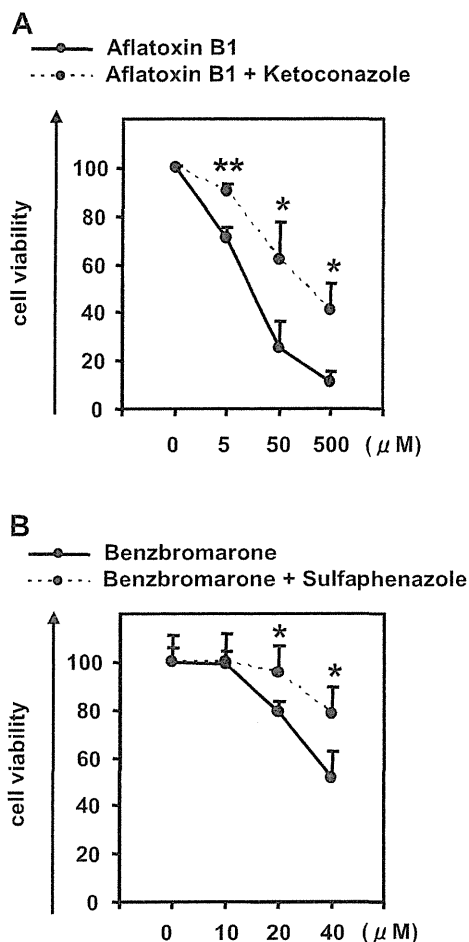 A
Aflatoxin B1
Aflatoxin B1 + Ketoconazole
cell viability
100
80
60
40
20
0
**
*
*
0 5 50 500 (μM)
B
Benzbromarone
Benzbromarone + Sulfaphenazole
cell viability
100
80
60
40
20
0
*
*
0 10 20 40 (μM)